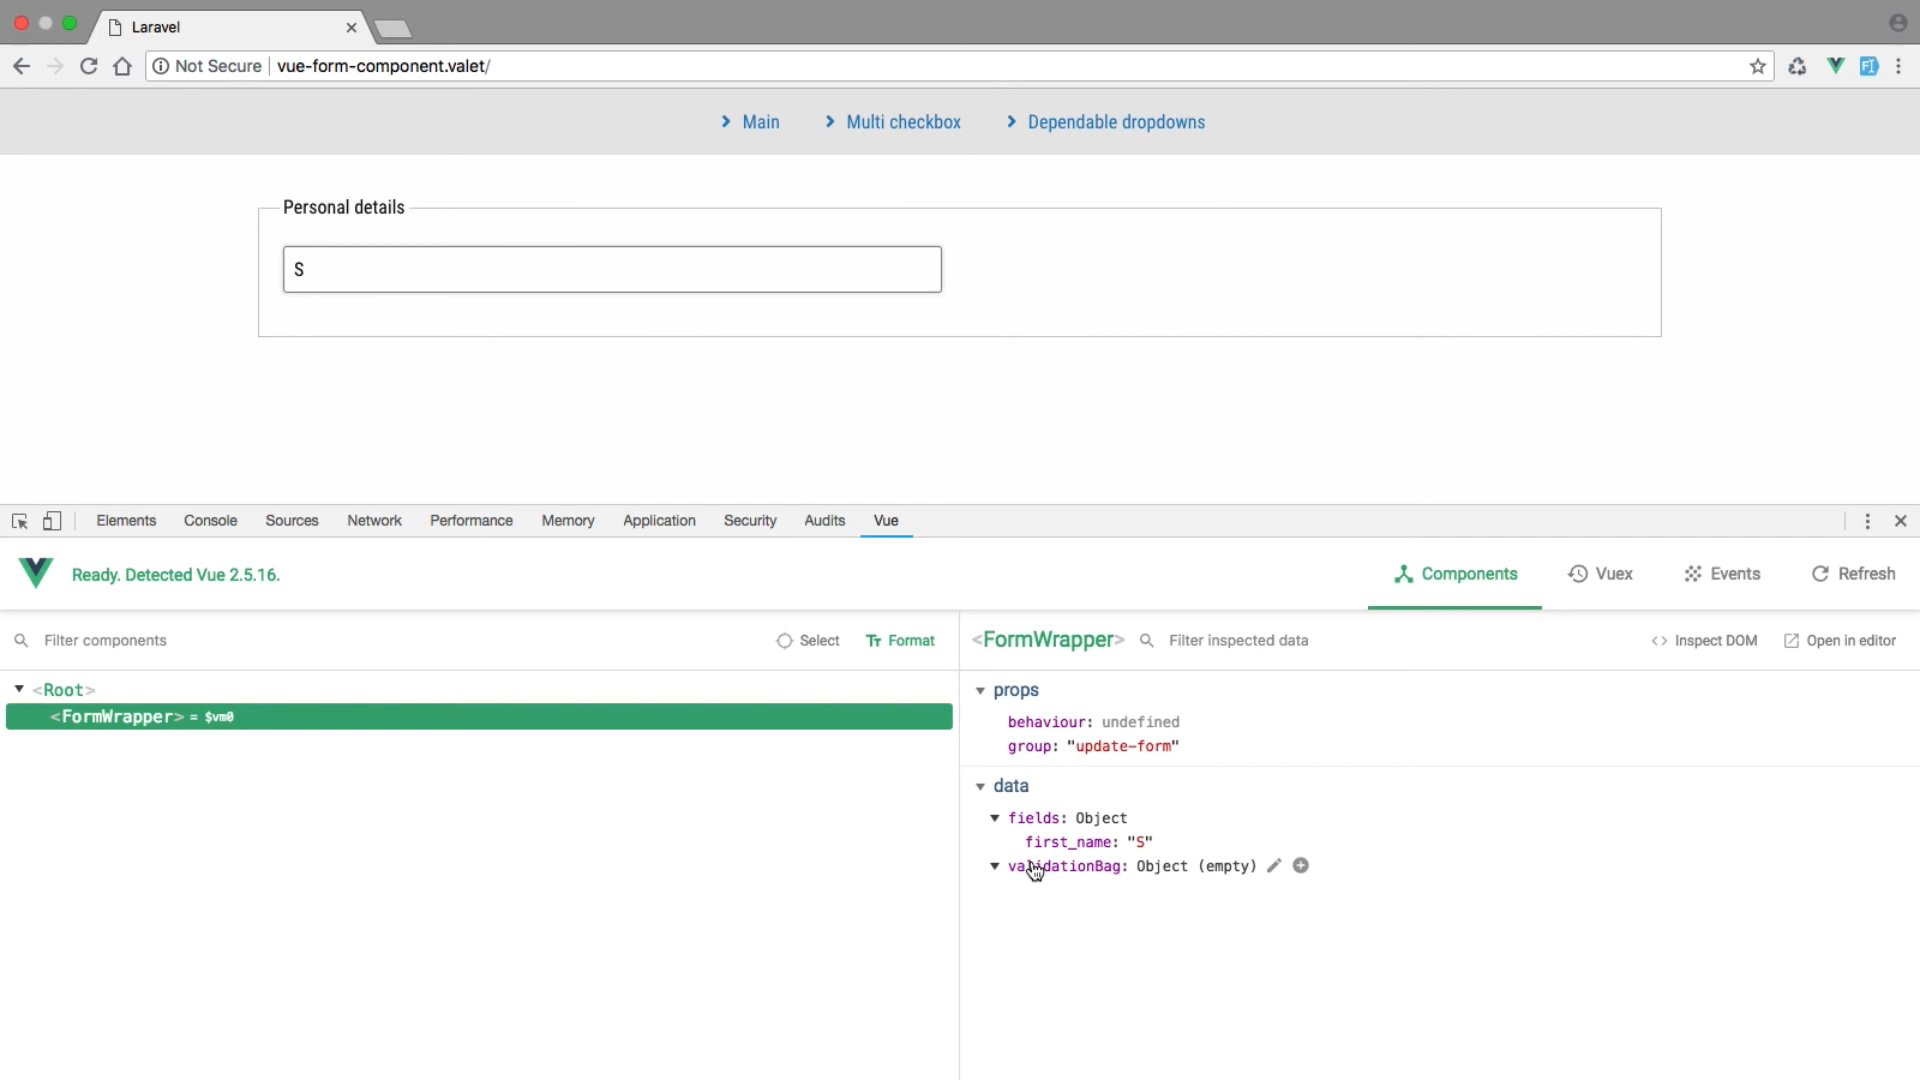 Laravel
Not Secure vue-form-component.valet/
Main Multi checkbox Dependable dropdowns
Personal details
S
Elements Console Sources Network Performance Memory Application Security Audits Vue
Ready. Detected Vue 2.5.16. Components Vuex Events Refresh
Filter components Select Tт Format <FormWrapper> Filter inspected data <> Inspect DOM Open in editor
<Root>
<FormWrapper> = $vm0
props
behaviour: undefined
group: "update-form"
data
fields: Object
first_name: "S"
validationBag: Object (empty)